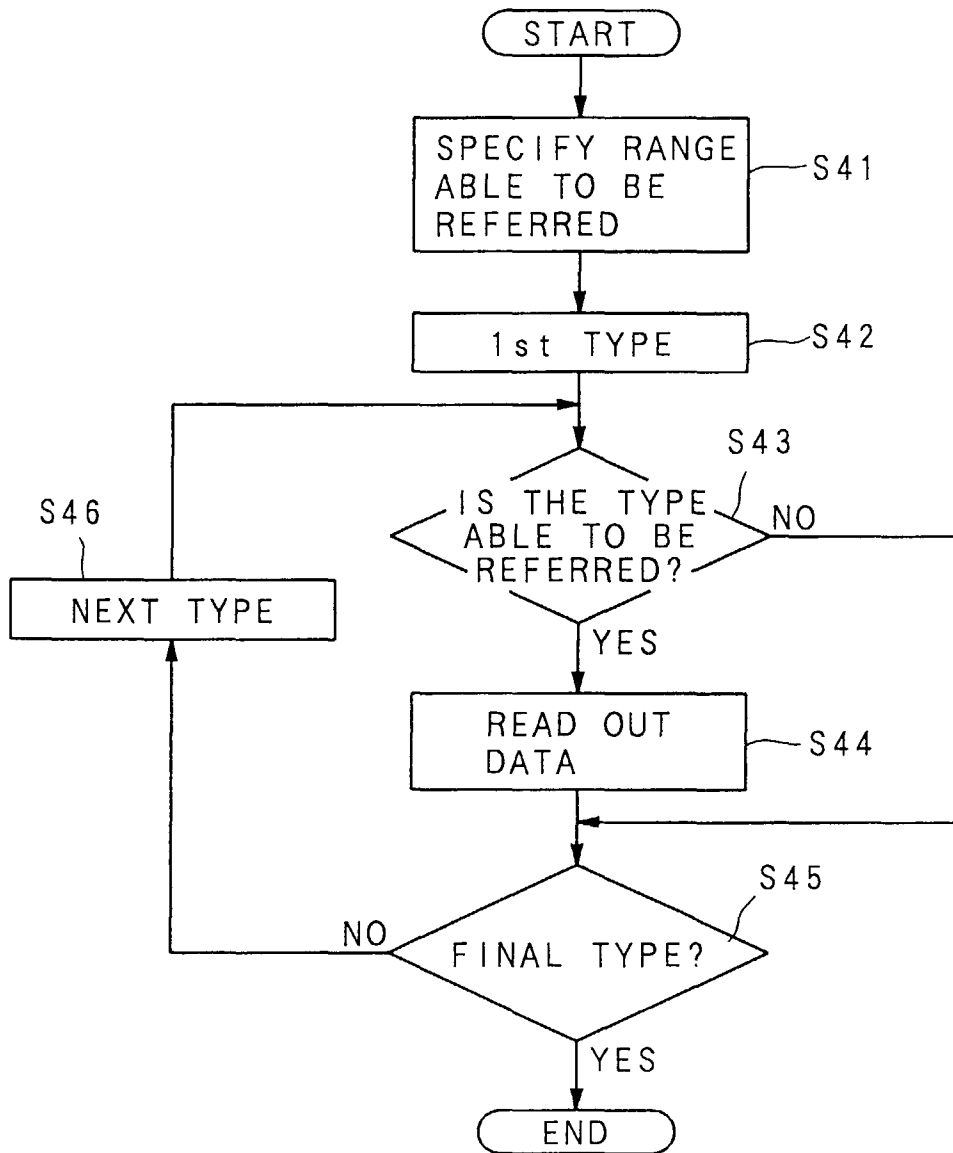 START
SPECIFY RANGE
ABLE TO BE
REFERRED
S41
1st TYPE
S42
S43
IS THE TYPE
ABLE TO BE
REFERRED?
NO
S46
NEXT TYPE
YES
READ OUT
DATA
S44
S45
NO
FINAL TYPE?
YES
END